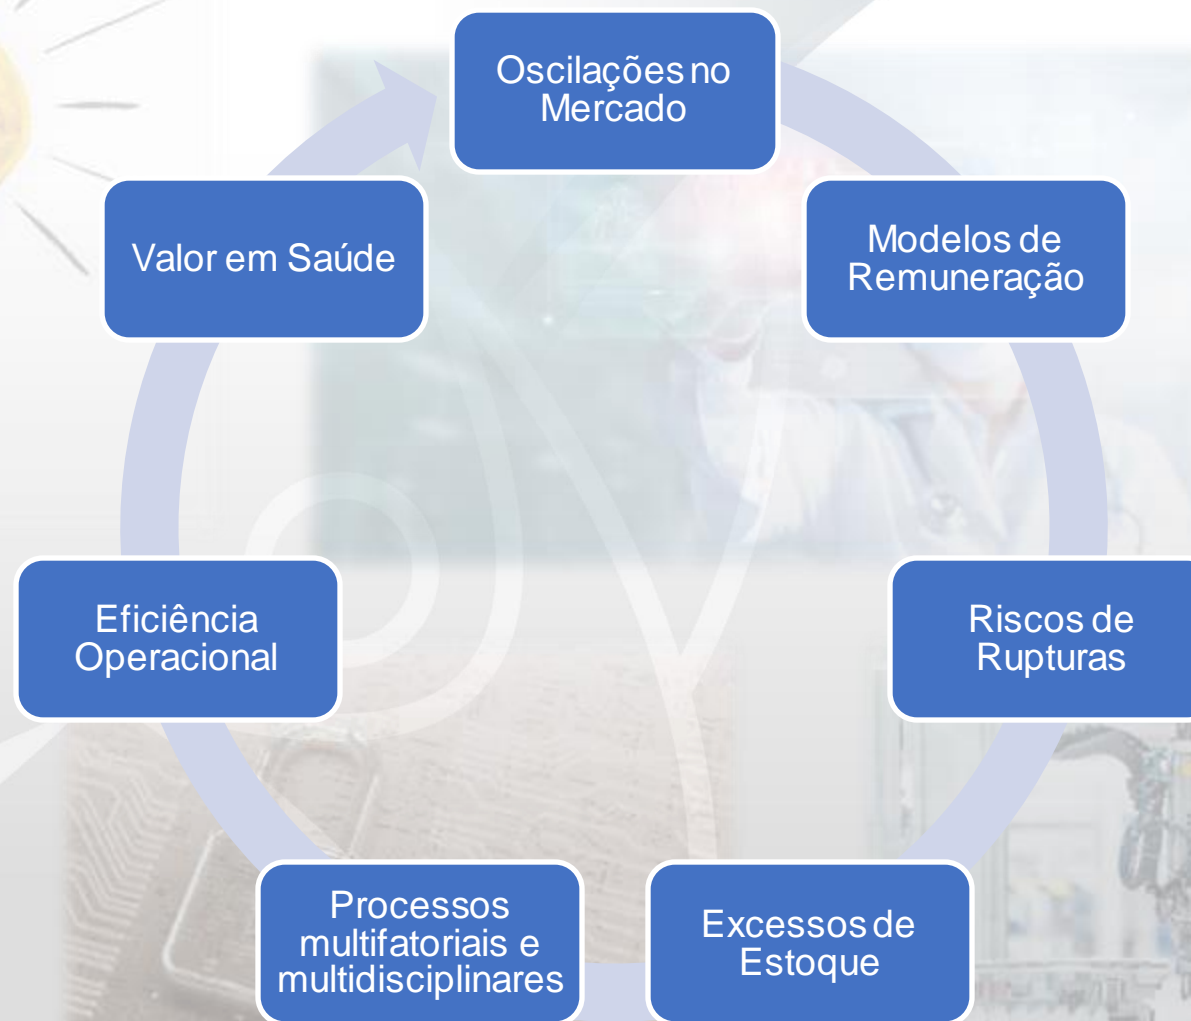 Oscilações no
Mercado
Modelos de
Remuneração
Riscos de
Rupturas
Excessos de
Estoque
Processos
multifatoriais e
multidisciplinares
Eficiência
Operacional
Valor em Saúde